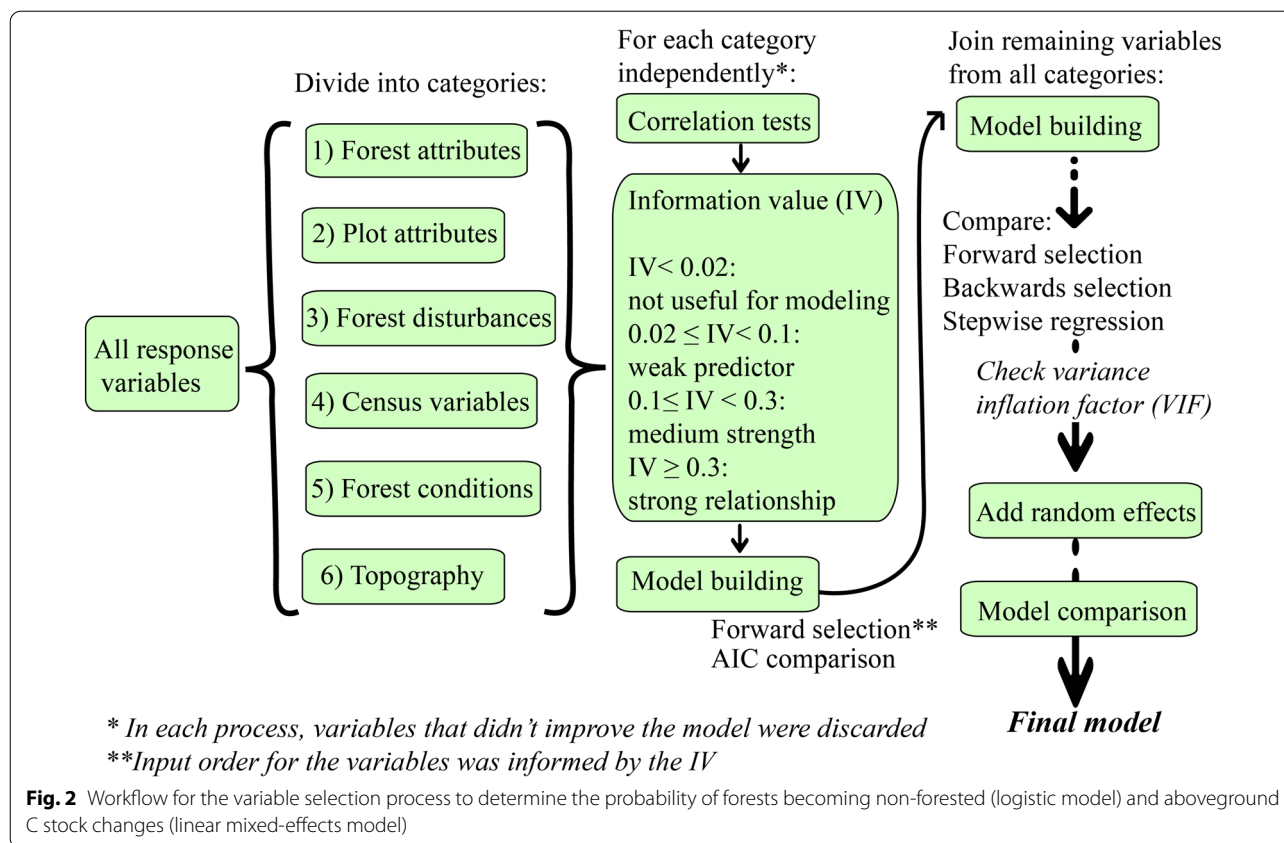 All response
variables
Divide into categories:
1) Forest attributes
2) Plot attributes
3) Forest disturbances
4) Census variables
5) Forest conditions
6) Topography
For each category
independently*:
Correlation tests
Information value (IV)
IV< 0.02:
not useful for modeling
0.02 ≤ IV< 0.1:
weak predictor
0.1≤ IV < 0.3:
medium strength
IV ≥ 0.3:
strong relationship
Model building
Forward selection**
AIC comparison
Join remaining variables
from all categories:
Model building
Compare:
Forward selection
Backwards selection
Stepwise regression
Check variance
inflation factor (VIF)
Add random effects
Model comparison
Final model
* In each process, variables that didn't improve the model were discarded
**Input order for the variables was informed by the IV
Fig. 2 Workflow for the variable selection process to determine the probability of forests becoming non-forested (logistic model) and aboveground
C stock changes (linear mixed-effects model)